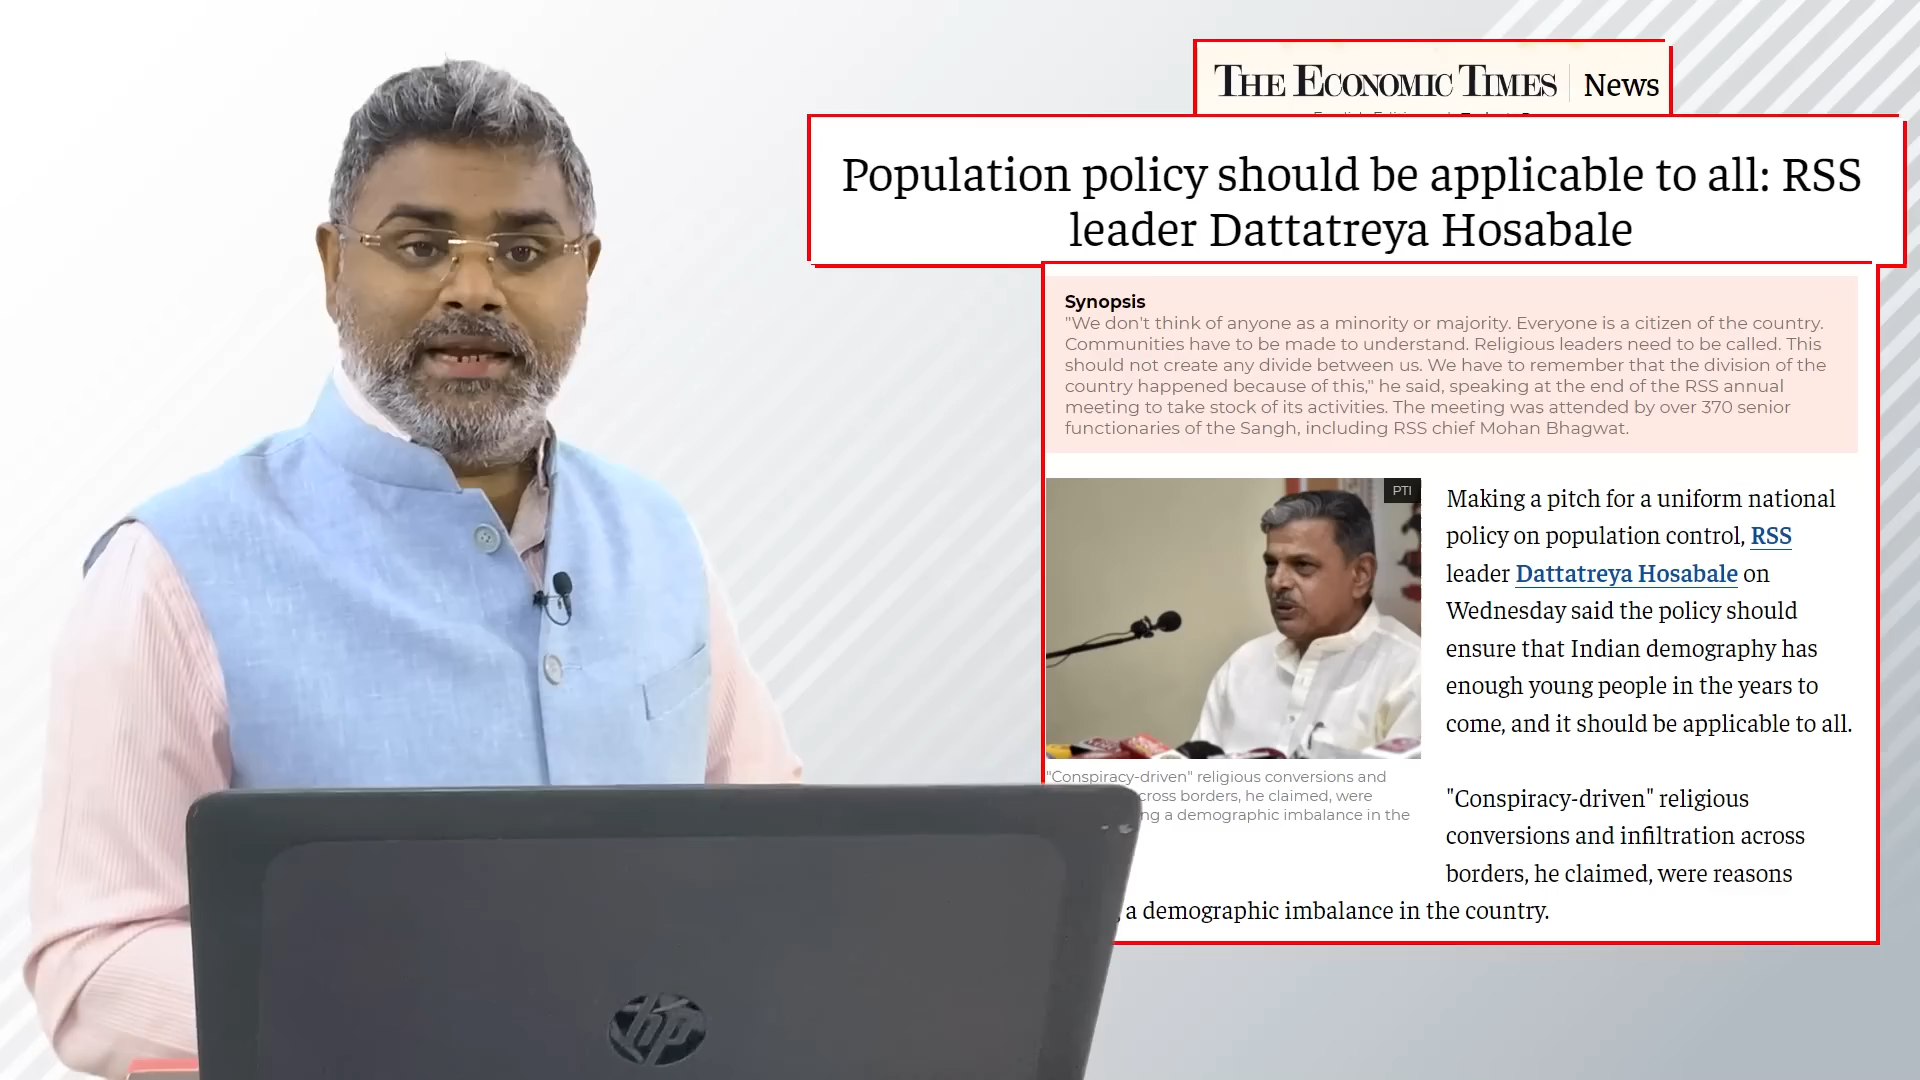 THE ECONOMIC TIMES | News
Population policy should be applicable to all: RSS
leader Dattatreya Hosabale
Synopsis
"We don't think of anyone as a minority or majority. Everyone is a citizen of the country.
Communities have to be made to understand. Religious leaders need to be called. This
should not create any divide between us. We have to remember that the division of the
country happened because of this," he said, speaking at the end of the RSS annual
meeting to take stock of its activities. The meeting was attended by over 370 senior
functionaries of the Sangh, including RSS chief Mohan Bhagwat.
PTI
"Conspiracy-driven" religious conversions and
cross borders, he claimed, were
a demographic imbalance in the
Making a pitch for a uniform national
policy on population control, RSS
leader Dattatreya Hosabale on
Wednesday said the policy should
ensure that Indian demography has
enough young people in the years to
come, and it should be applicable to all.
"Conspiracy-driven" religious
conversions and infiltration across
borders, he claimed, were reasons
a demographic imbalance in the country.
hp